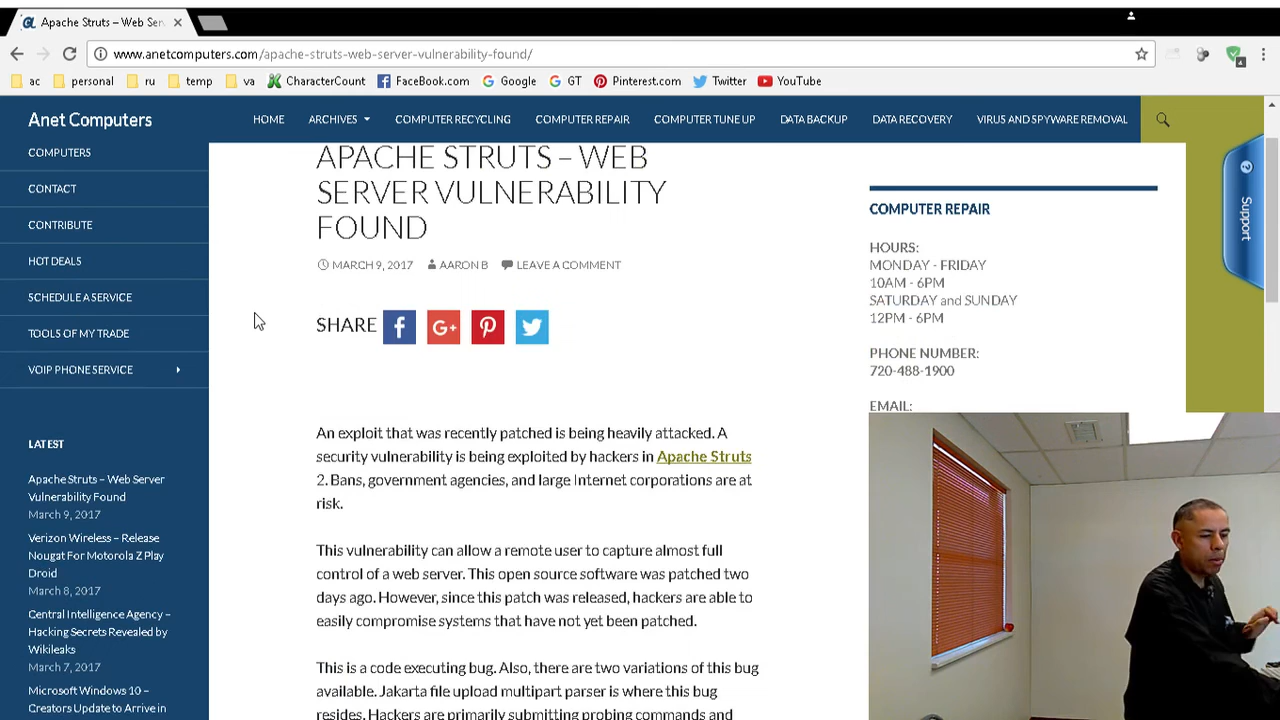 Apache Struts – Web Ser
www.anetcomputers.com/apache-struts-web-server-vulnerability-found/
ac personal ru temp va CharacterCount FaceBook.com Google GT Pinterest.com Twitter YouTube
Anet Computers
HOME ARCHIVES COMPUTER RECYCLING COMPUTER REPAIR COMPUTER TUNE UP DATA BACKUP DATA RECOVERY VIRUS AND SPYWARE REMOVAL
COMPUTERS
CONTACT
CONTRIBUTE
HOT DEALS
SCHEDULE A SERVICE
TOOLS OF MY TRADE
VOIP PHONE SERVICE
LATEST
Apache Struts – Web Server
Vulnerability Found
March 9, 2017
Verizon Wireless – Release
Nougat For Motorola Z Play
Droid
March 8, 2017
Central Intelligence Agency –
Hacking Secrets Revealed by
Wikileaks
March 7, 2017
Microsoft Windows 10 –
Creators Update to Arrive in
APACHE STRUTS – WEB
SERVER VULNERABILITY
FOUND
MARCH 9, 2017 AARON B LEAVE A COMMENT
SHARE
An exploit that was recently patched is being heavily attacked. A
security vulnerability is being exploited by hackers in Apache Struts
2. Bans, government agencies, and large Internet corporations are at
risk.
This vulnerability can allow a remote user to capture almost full
control of a web server. This open source software was patched two
days ago. However, since this patch was released, hackers are able to
easily compromise systems that have not yet been patched.
This is a code executing bug. Also, there are two variations of this bug
available. Jakarta file upload multipart parser is where this bug
resides. Hackers are primarily submitting probing commands and
COMPUTER REPAIR
HOURS:
MONDAY - FRIDAY
10AM - 6PM
SATURDAY and SUNDAY
12PM - 6PM
PHONE NUMBER:
720-488-1900
EMAIL:
Support